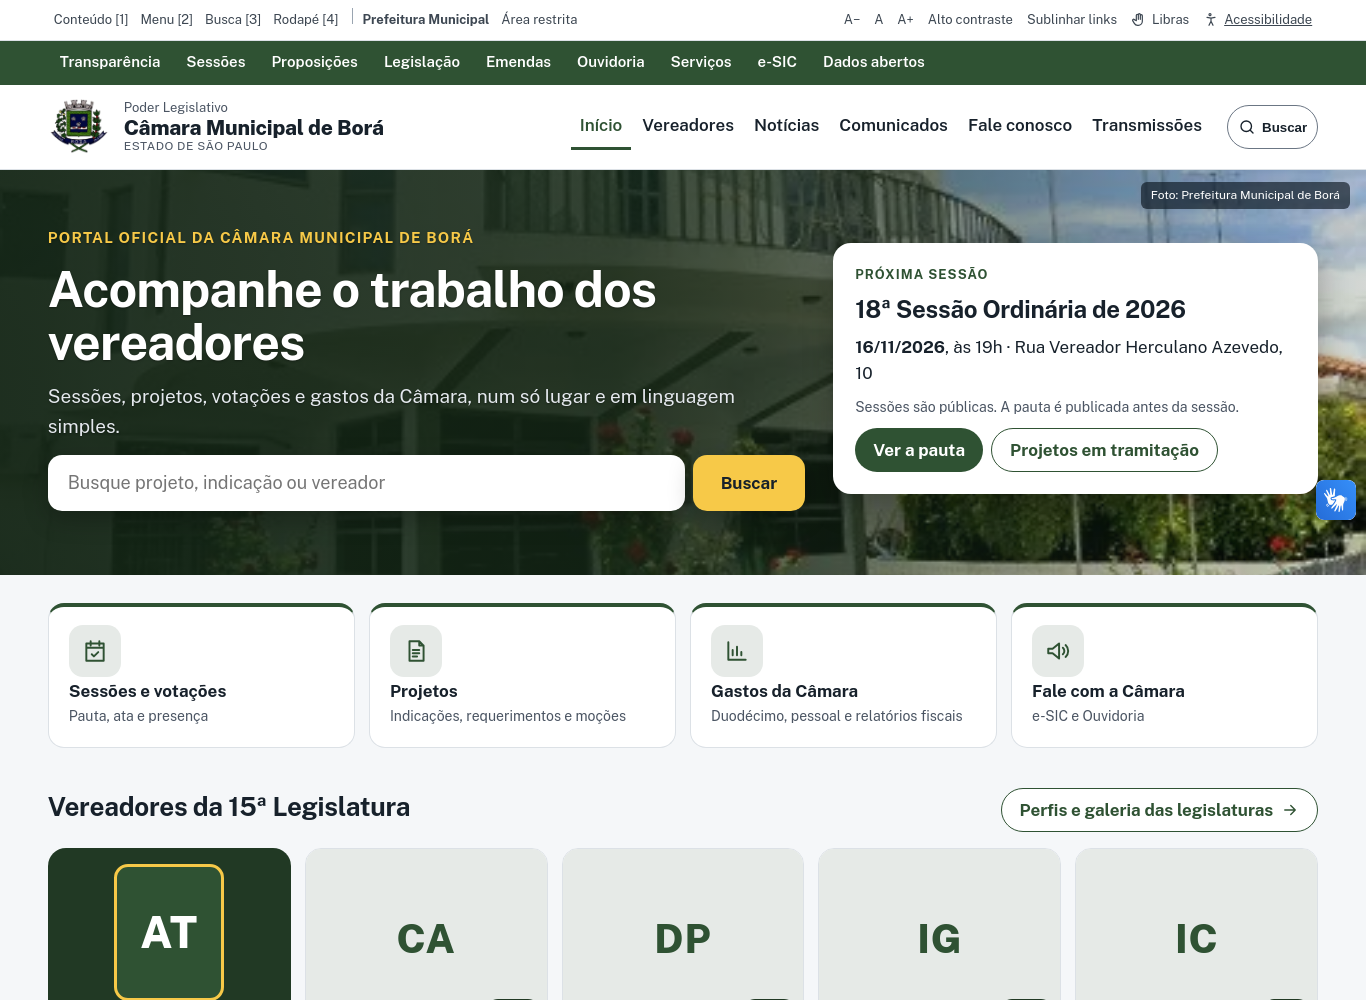 Conteúdo [1] Menu [2] Busca [3] Rodapé [4] Prefeitura Municipal Área restrita A− A A+ Alto contraste Sublinhar links Libras Acessibilidade
Transparência Sessões Proposições Legislação Emendas Ouvidoria Serviços e-SIC Dados abertos
Poder Legislativo
Câmara Municipal de Borá
ESTADO DE SÃO PAULO
Início Vereadores Notícias Comunicados Fale conosco Transmissões Buscar
Foto: Prefeitura Municipal de Borá
PORTAL OFICIAL DA CÂMARA MUNICIPAL DE BORÁ
Acompanhe o trabalho dos
vereadores
Sessões, projetos, votações e gastos da Câmara, num só lugar e em linguagem
simples.
Busque projeto, indicação ou vereador Buscar
PRÓXIMA SESSÃO
18ª Sessão Ordinária de 2026
16/11/2026, às 19h · Rua Vereador Herculano Azevedo,
10
Sessões são públicas. A pauta é publicada antes da sessão.
Ver a pauta Projetos em tramitação
Sessões e votações
Pauta, ata e presença
Projetos
Indicações, requerimentos e moções
Gastos da Câmara
Duodécimo, pessoal e relatórios fiscais
Fale com a Câmara
e-SIC e Ouvidoria
Vereadores da 15ª Legislatura
Perfis e galeria das legislaturas
AT CA DP IG IC